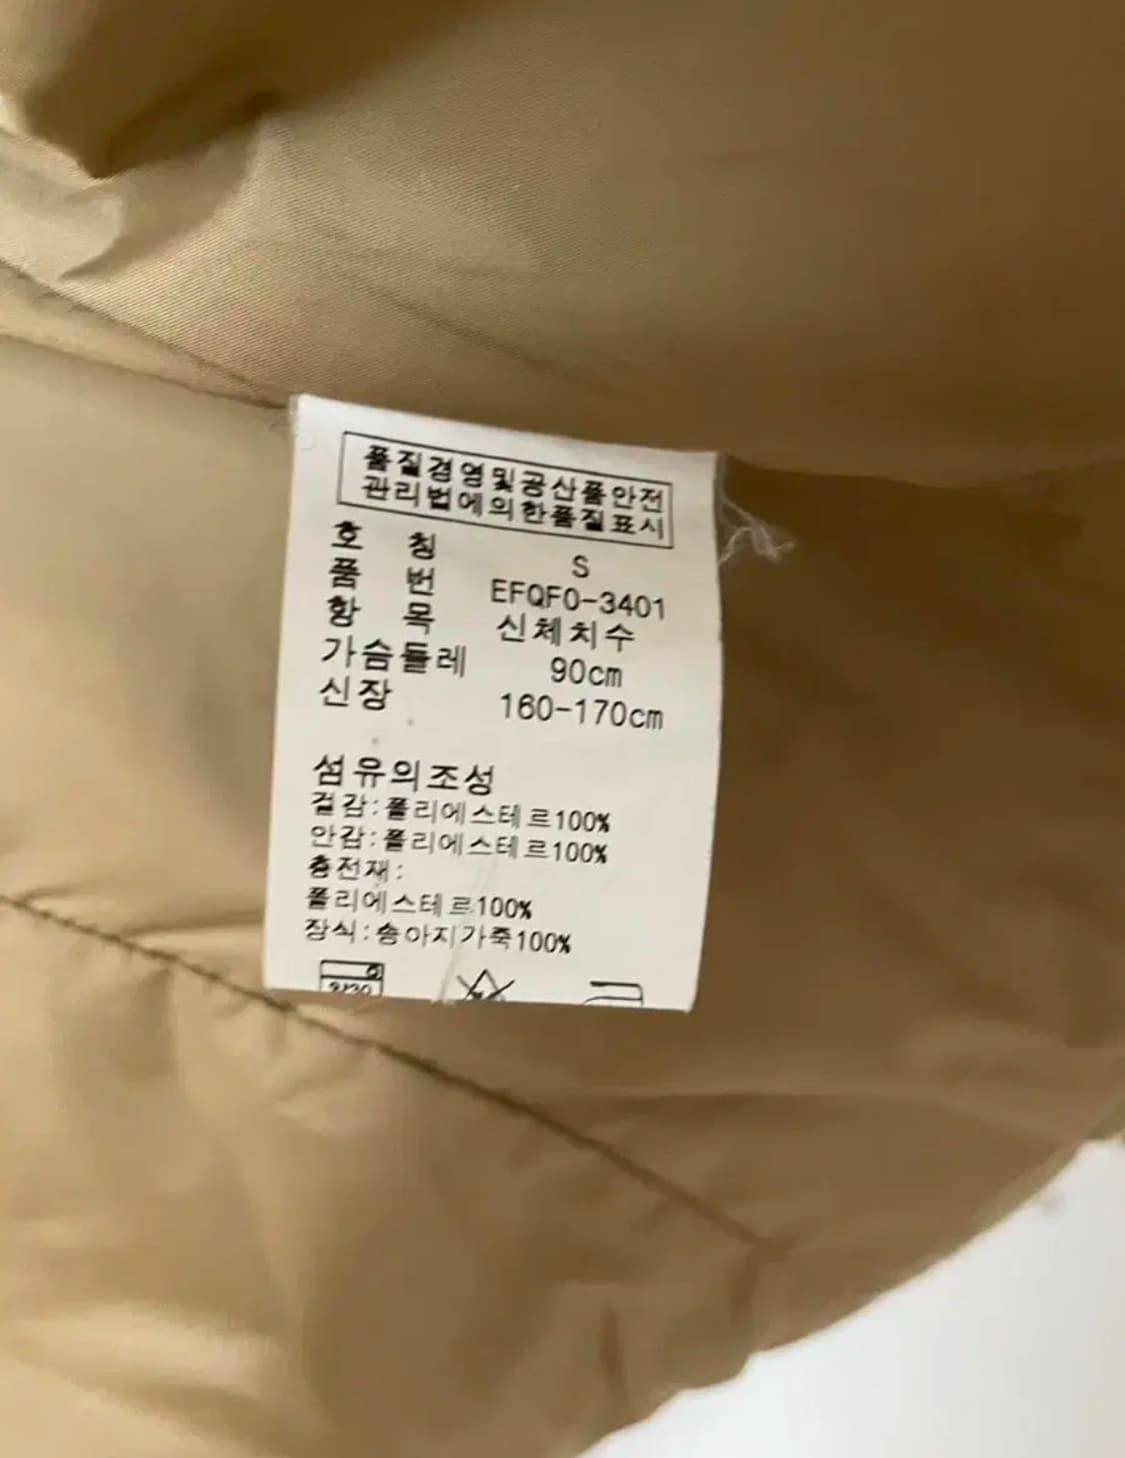 품질경영및공산품안전
관리법에의한품질표시
호 칭 S
품 번 EFQF0-3401
항 목 신체치수
가슴둘레 90cm
신장 160-170cm
섬유의조성
겉감:폴리에스테르100%
안감:폴리에스테르100%
충전재:
폴리에스테르100%
장식:송아지가죽100%